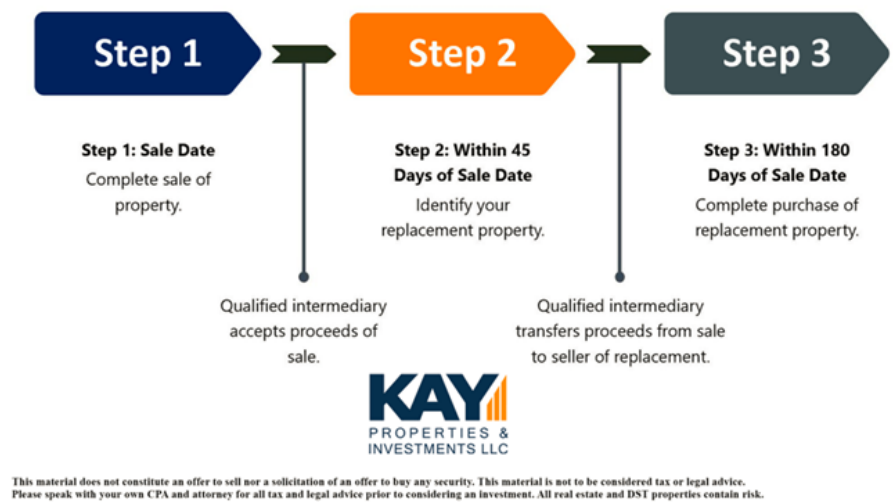 Step 1
Step 2
Step 3
Step 1: Sale Date
Complete sale of
property.
Step 2: Within 45
Days of Sale Date
Identify your
replacement property.
Step 3: Within 180
Days of Sale Date
Complete purchase of
replacement property.
Qualified intermediary
accepts proceeds of
sale.
Qualified intermediary
transfers proceeds from sale
to seller of replacement.
KAY
PROPERTIES &
INVESTMENTS LLC
This material does not constitute an offer to sell nor a solicitation of an offer to buy any security. This material is not to be considered tax or legal advice.
Please speak with your own CPA and attorney for all tax and legal advice prior to considering an investment. All real estate and DST properties contain risk.